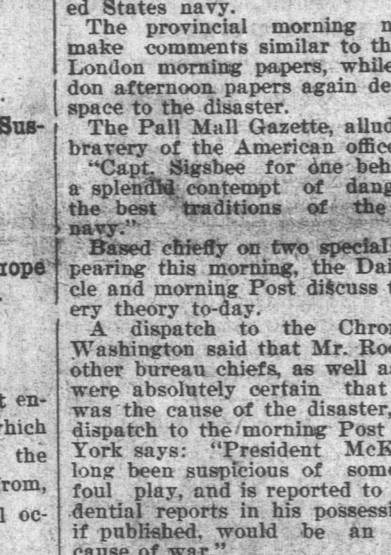 ed States navy.
The provincial morning
make comments similar to th
London morning papers, while
don afternoon papers again de
space to the disaster.
The Pall Mall Gazette, allud
bravery of the American office
"Capt. Sigsbee for one beh
a splendid contempt of dang
the best traditions of the
navy."
Based chiefly on two special
pearing this morning, the Dai
cle and morning Post discuss t
ery theory to-day.
A dispatch to the Chron
Washington said that Mr. Roo
other bureau chiefs, as well as
were absolutely certain that
was the cause of the disaster,
dispatch to the morning Post
York says: "President McK
long been suspicious of some
foul play, and is reported to
dential reports in his possessi
if published, would be an
cause of war."
Sus-
rope
t en-
which
the
rom,
l oc-